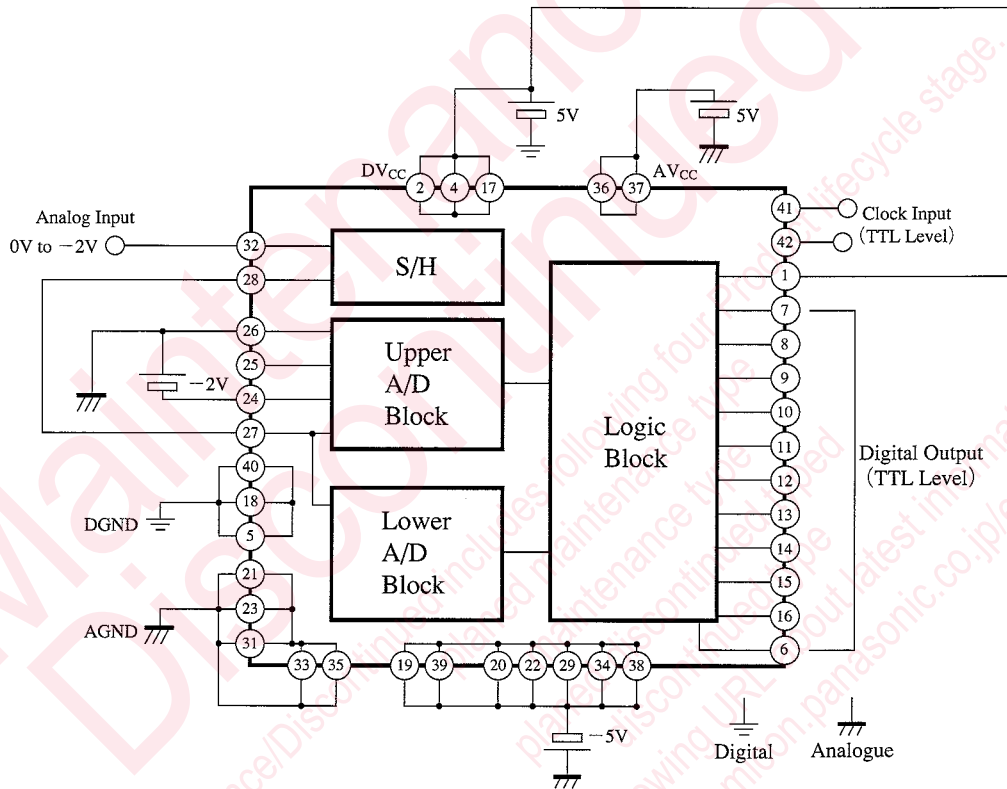 5V
5V
DVCC
2
4
17
36
37
AVCC
Analog Input
0V to −2V
32
28
26
25
24
−2V
27
40
18
5
DGND
21
23
31
AGND
33
35
19
39
20
22
29
34
38
−5V
S/H
Upper
A/D
Block
Lower
A/D
Block
Logic
Block
41
42
Clock Input
(TTL Level)
1
7
8
9
10
11
12
13
14
15
16
6
Digital Output
(TTL Level)
Digital
Analogue
Maintenance
Discontinued